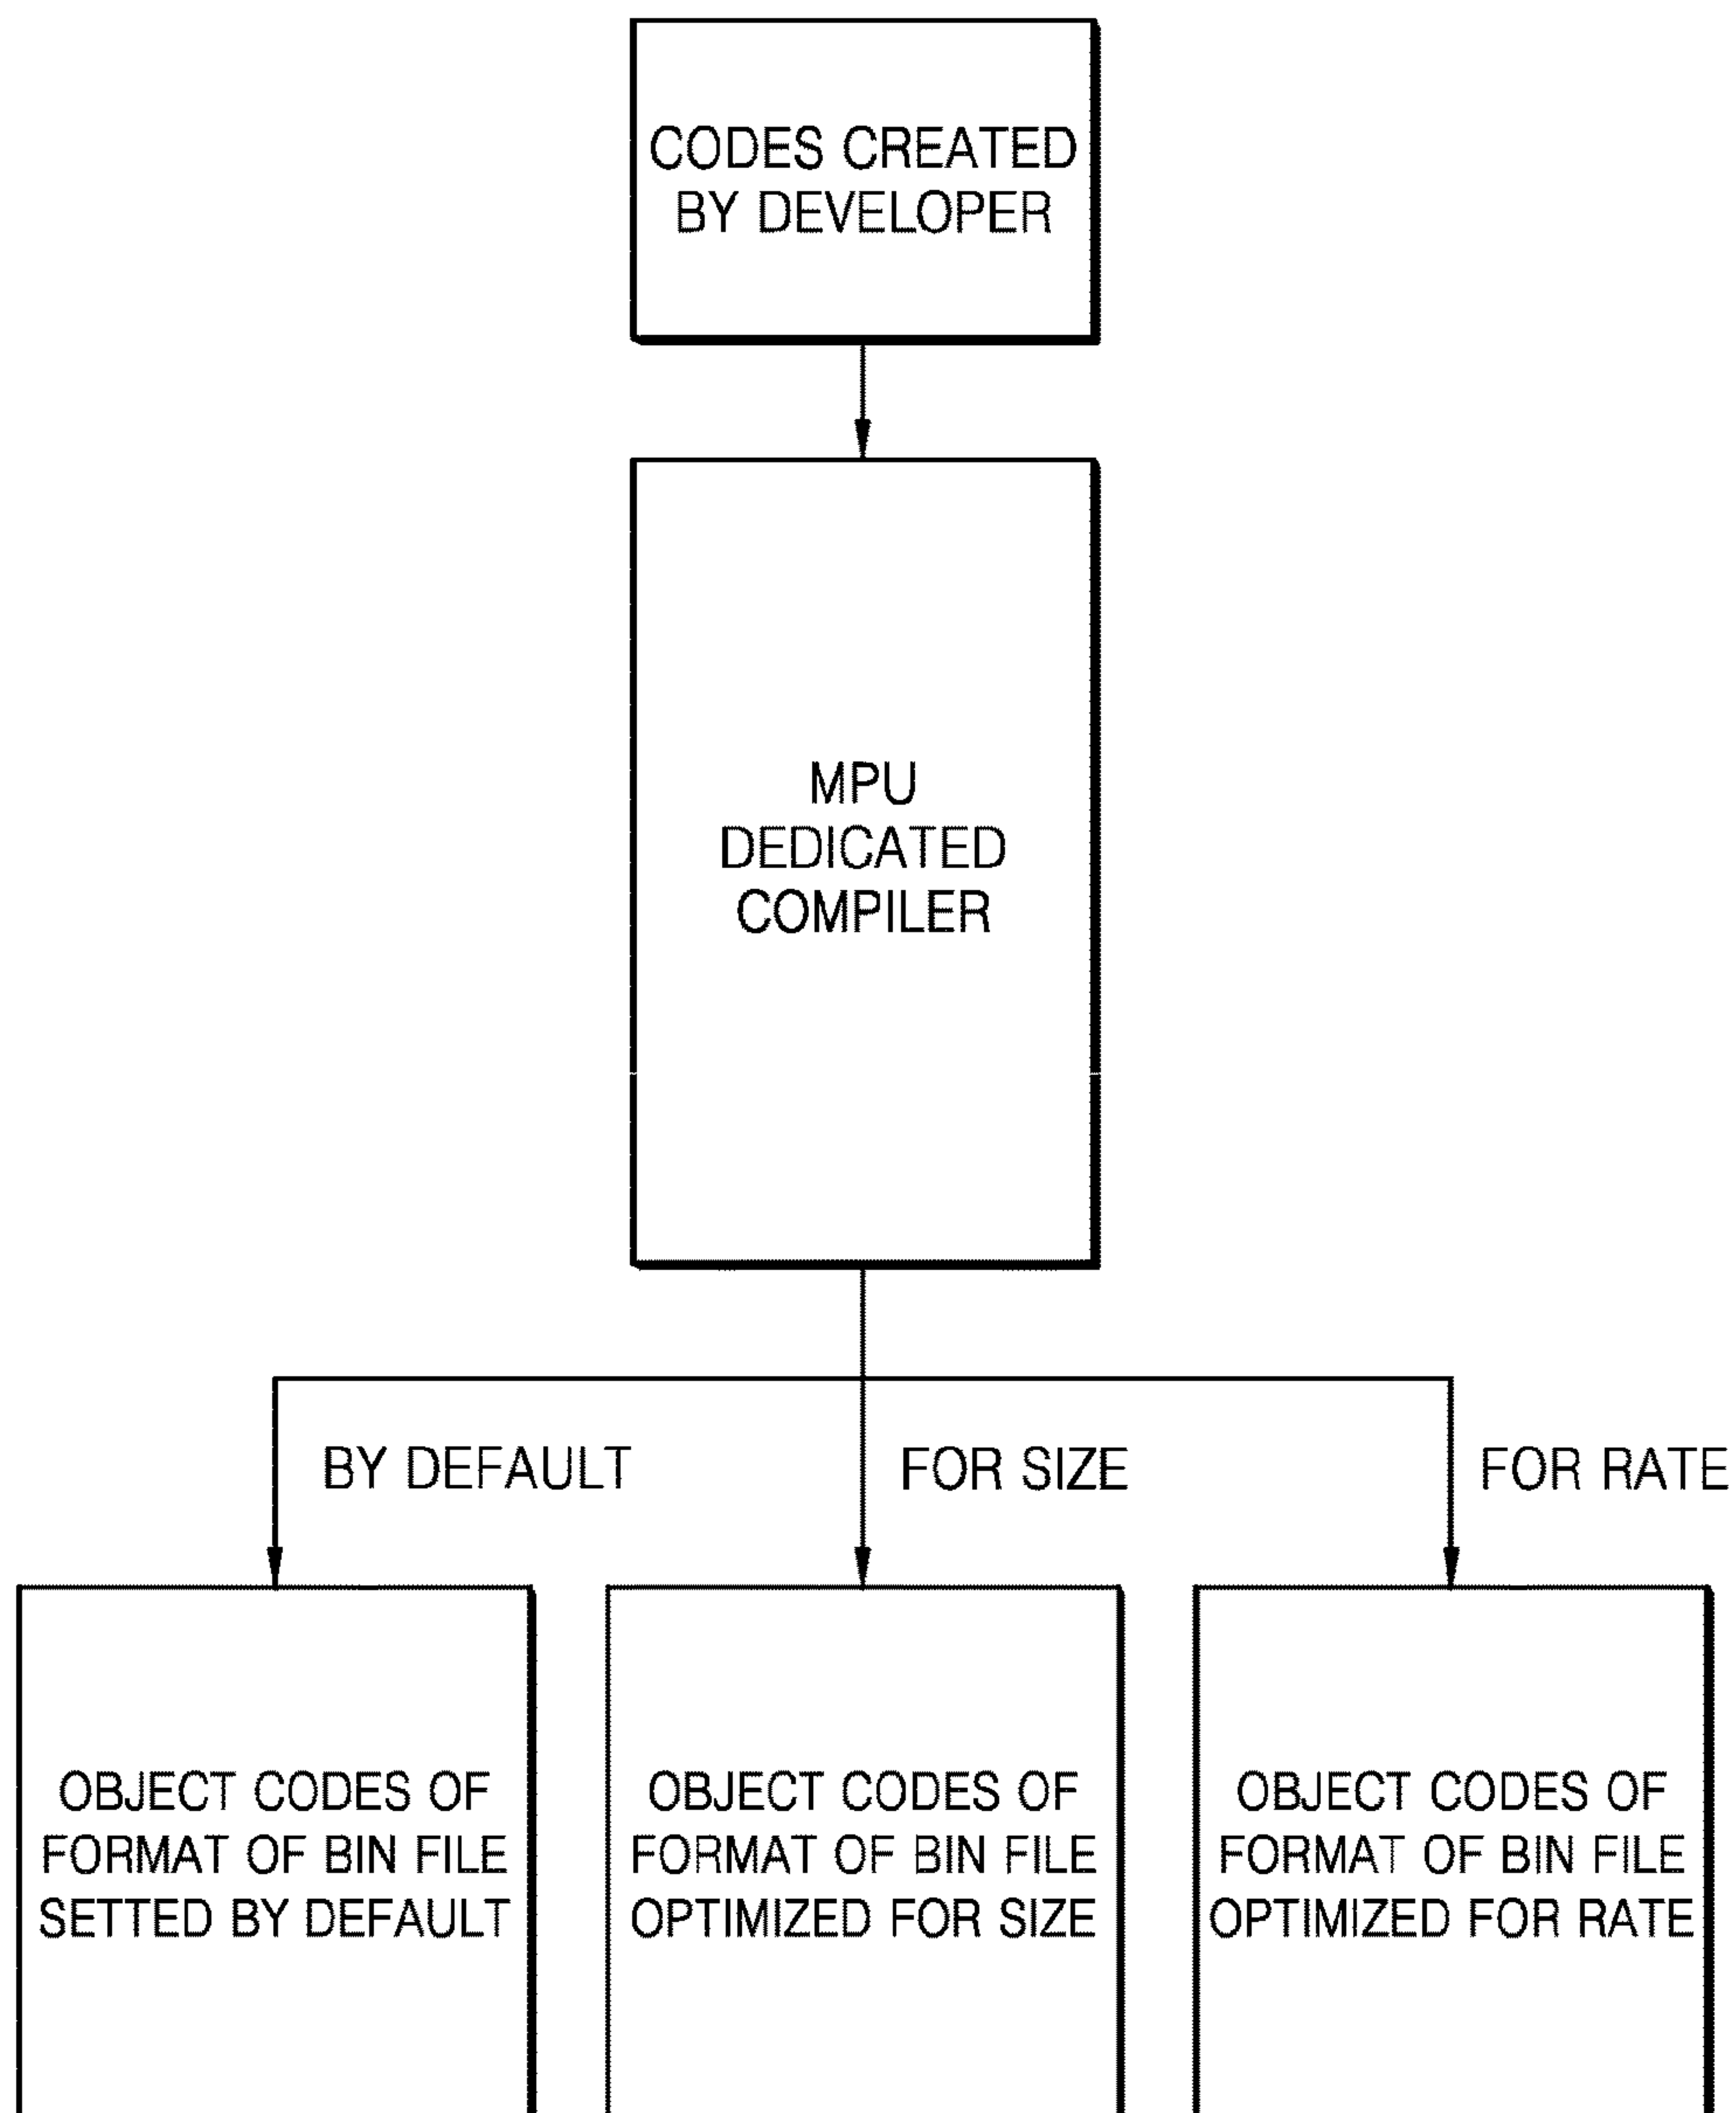 CODES CREATED
BY DEVELOPER
MPU
DEDICATED
COMPILER
BY DEFAULT
FOR SIZE
FOR RATE
OBJECT CODES OF
FORMAT OF BIN FILE
SETTED BY DEFAULT
OBJECT CODES OF
FORMAT OF BIN FILE
OPTIMIZED FOR SIZE
OBJECT CODES OF
FORMAT OF BIN FILE
OPTIMIZED FOR RATE